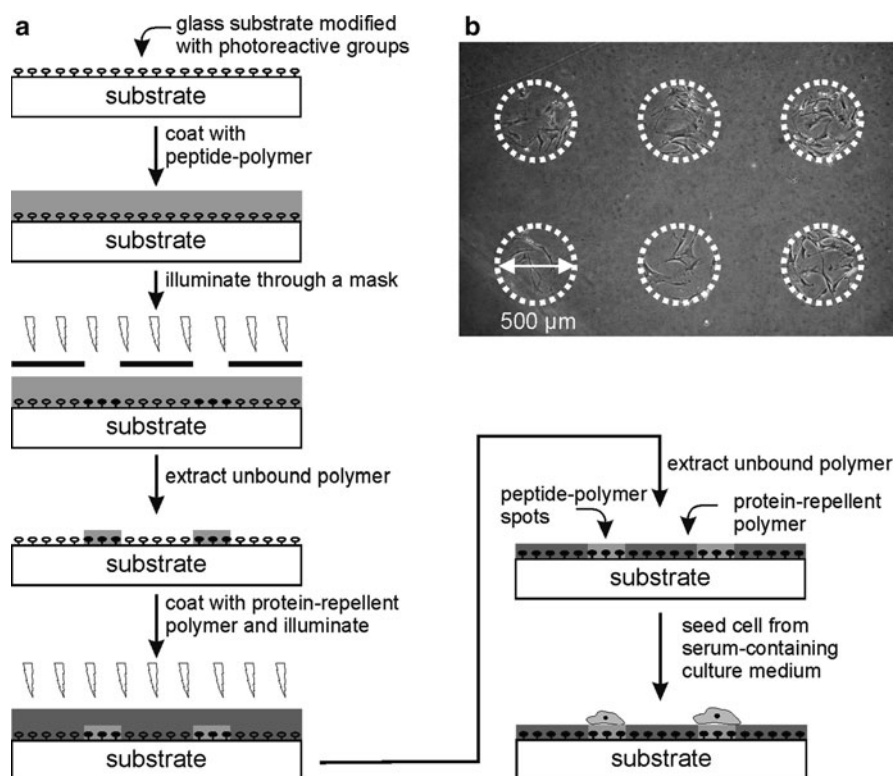 a
glass substrate modified
with photoreactive groups
substrate
coat with
peptide-polymer
substrate
illuminate through a mask
substrate
extract unbound polymer
substrate
coat with protein-repellent
polymer and illuminate
substrate
b
500 µm
extract unbound polymer
peptide-polymer
spots
protein-repellent
polymer
substrate
seed cell from
serum-containing
culture medium
substrate